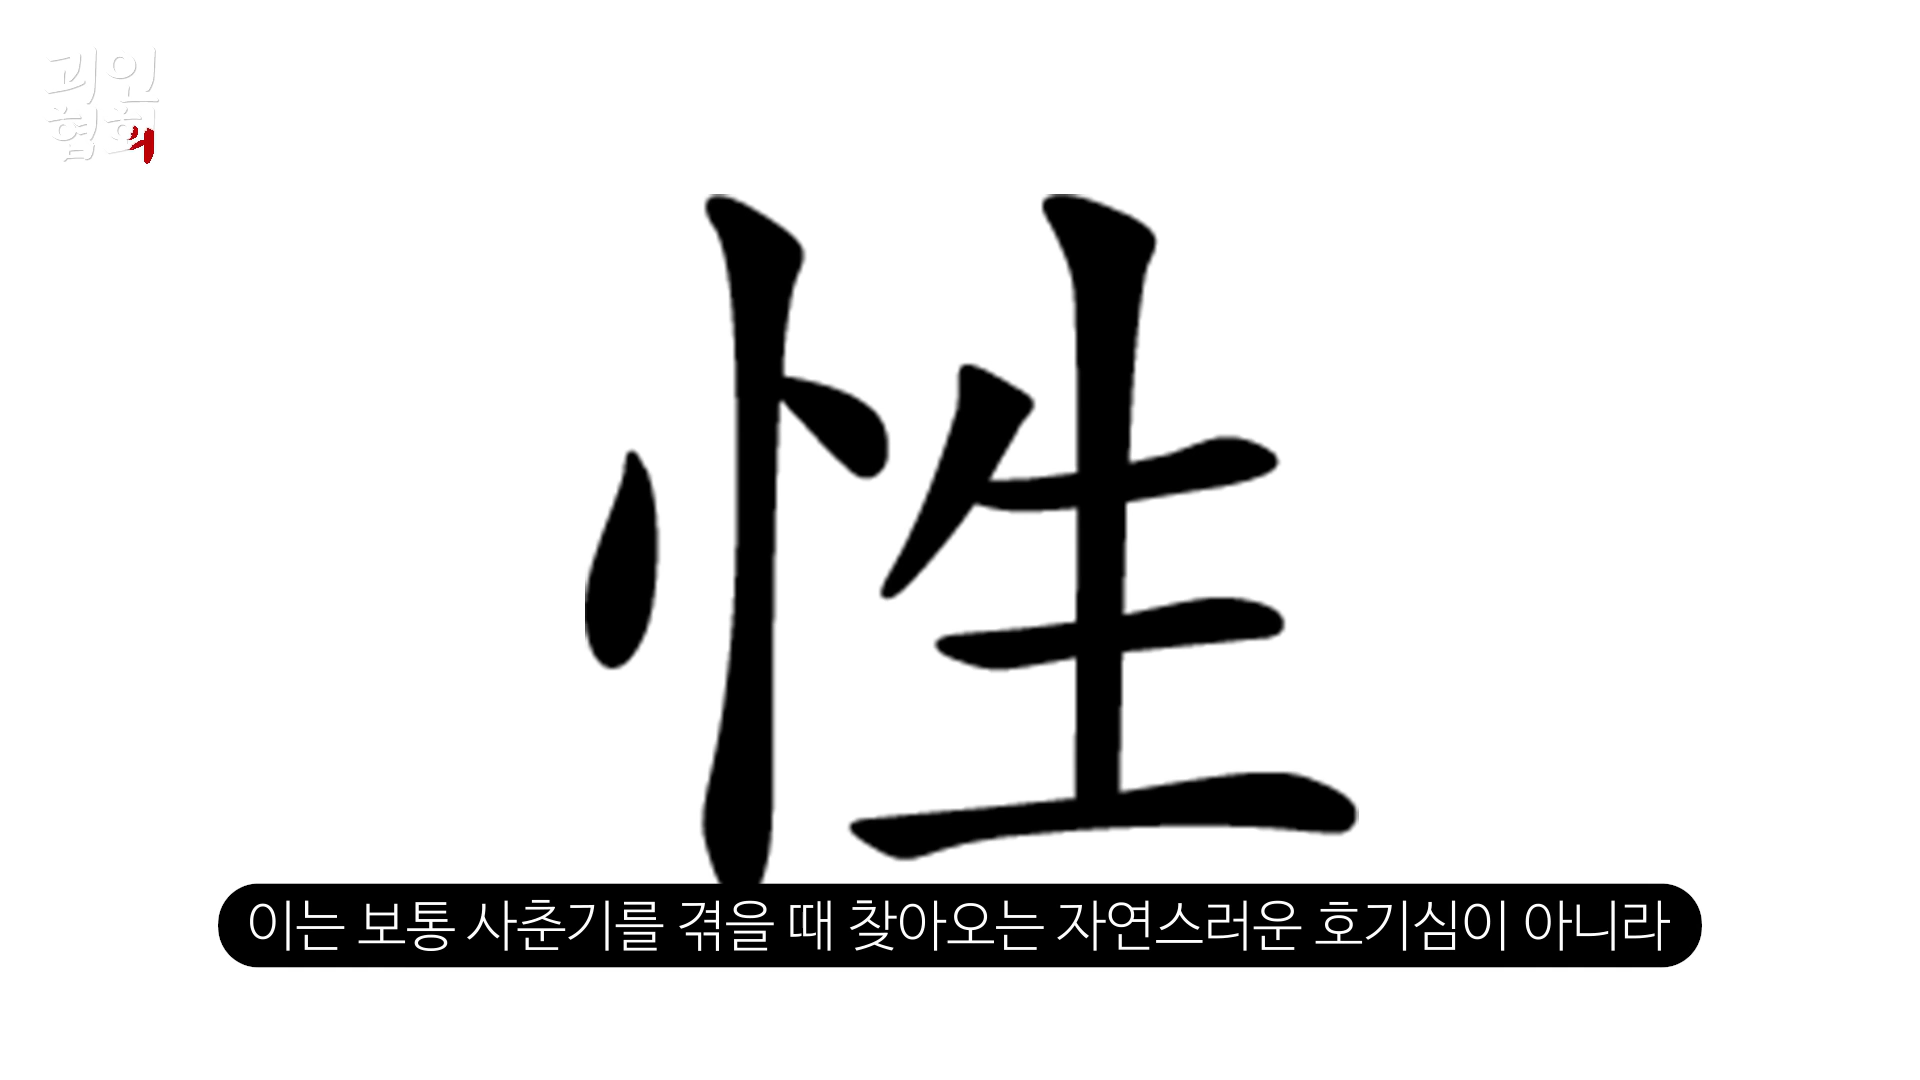 괴인
협회
性
이는 보통 사춘기를 겪을 때 찾아오는 자연스러운 호기심이 아니라